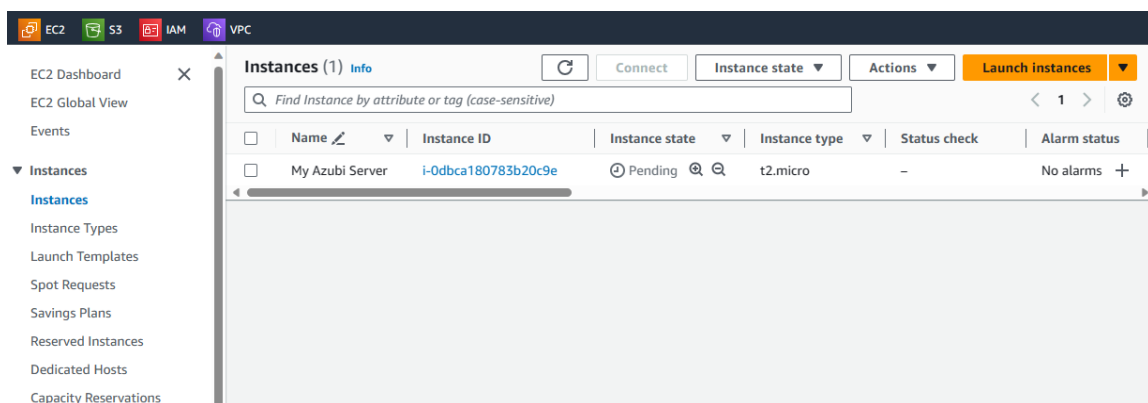 EC2 S3 IAM VPC
EC2 Dashboard
EC2 Global View
Events
Instances
Instances
Instance Types
Launch Templates
Spot Requests
Savings Plans
Reserved Instances
Dedicated Hosts
Capacity Reservations
Instances (1) Info
Connect Instance state Actions Launch instances
Find Instance by attribute or tag (case-sensitive)
1
Name Instance ID Instance state Instance type Status check Alarm status
My Azubi Server i-0dbca180783b20c9e Pending t2.micro – No alarms +